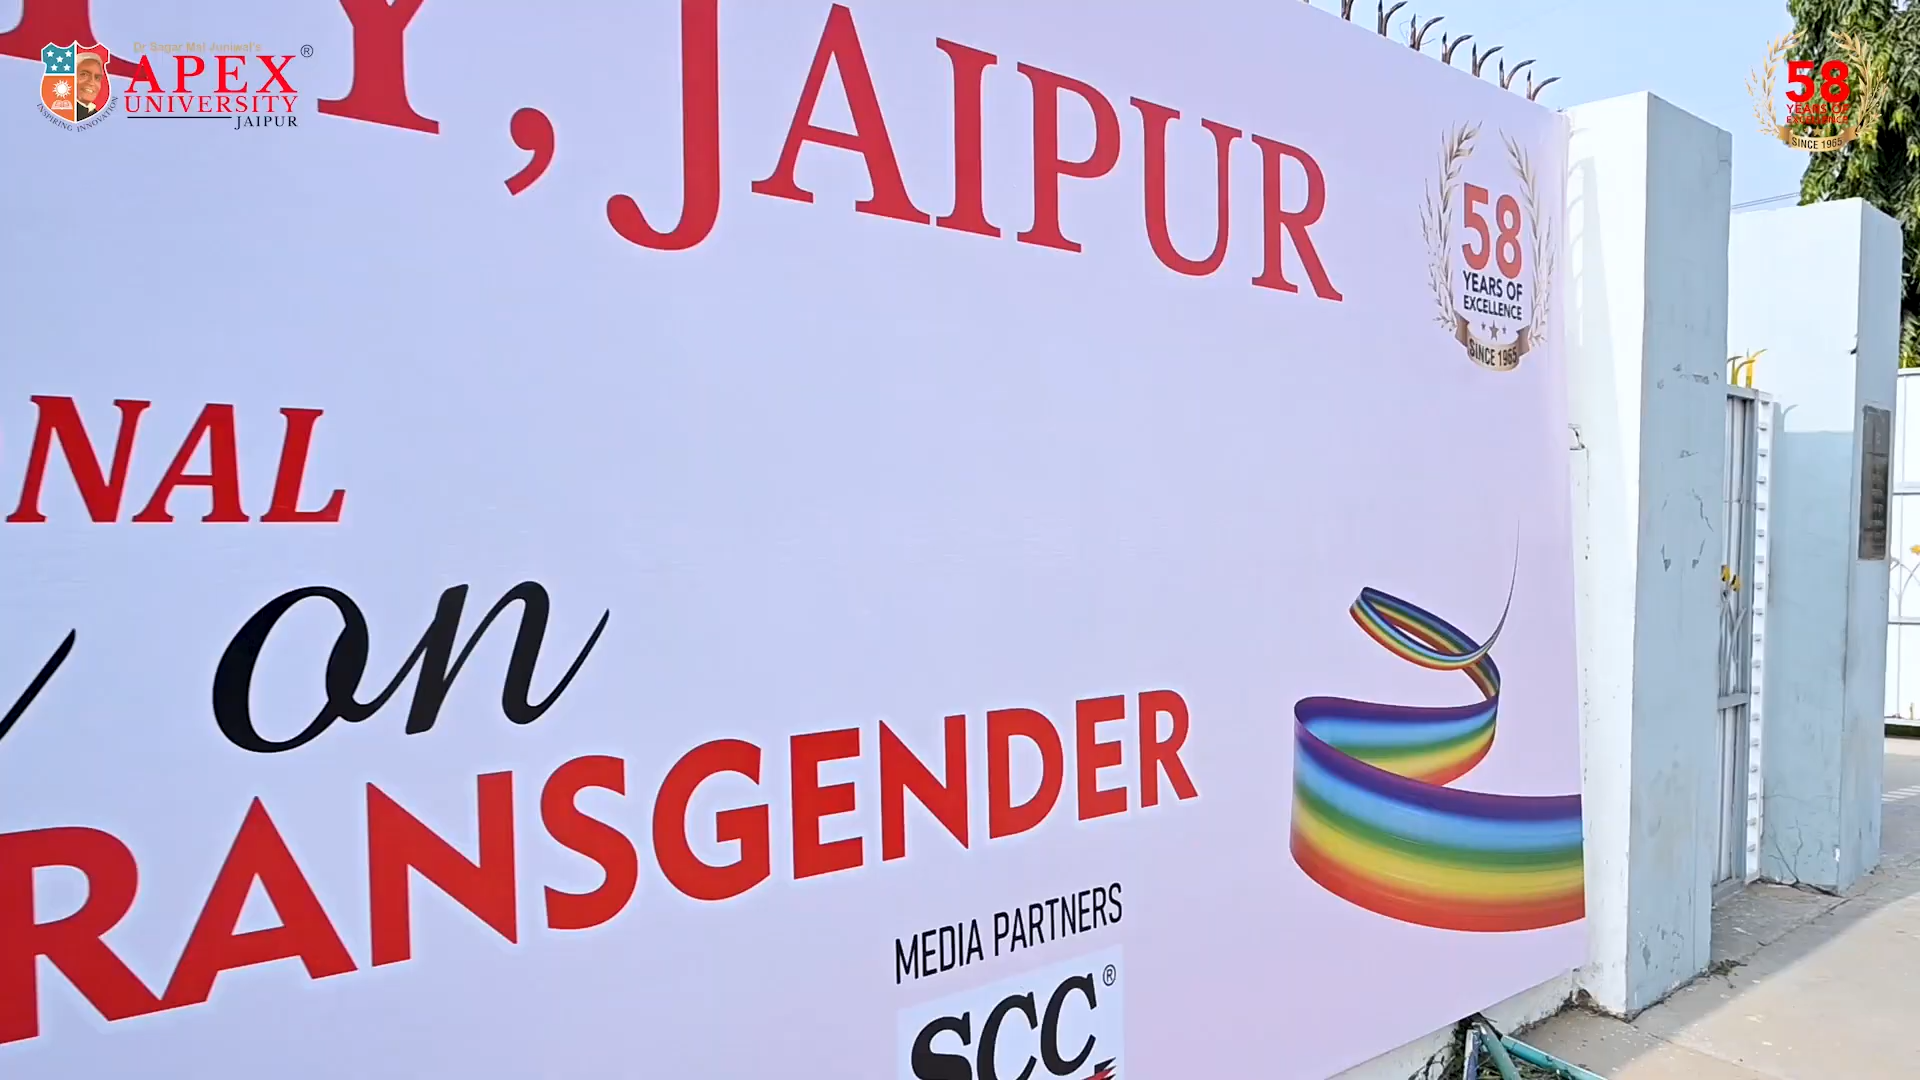 Dr Sagar Mal Juniwal's
APEX ®
UNIVERSITY
JAIPUR
INSPIRING INNOVATION
58
YEARS OF
EXCELLENCE
SINCE 1965
Y, JAIPUR
58
YEARS OF
EXCELLENCE
SINCE 1965
NAL
on
RANSGENDER
MEDIA PARTNERS
SCC ®